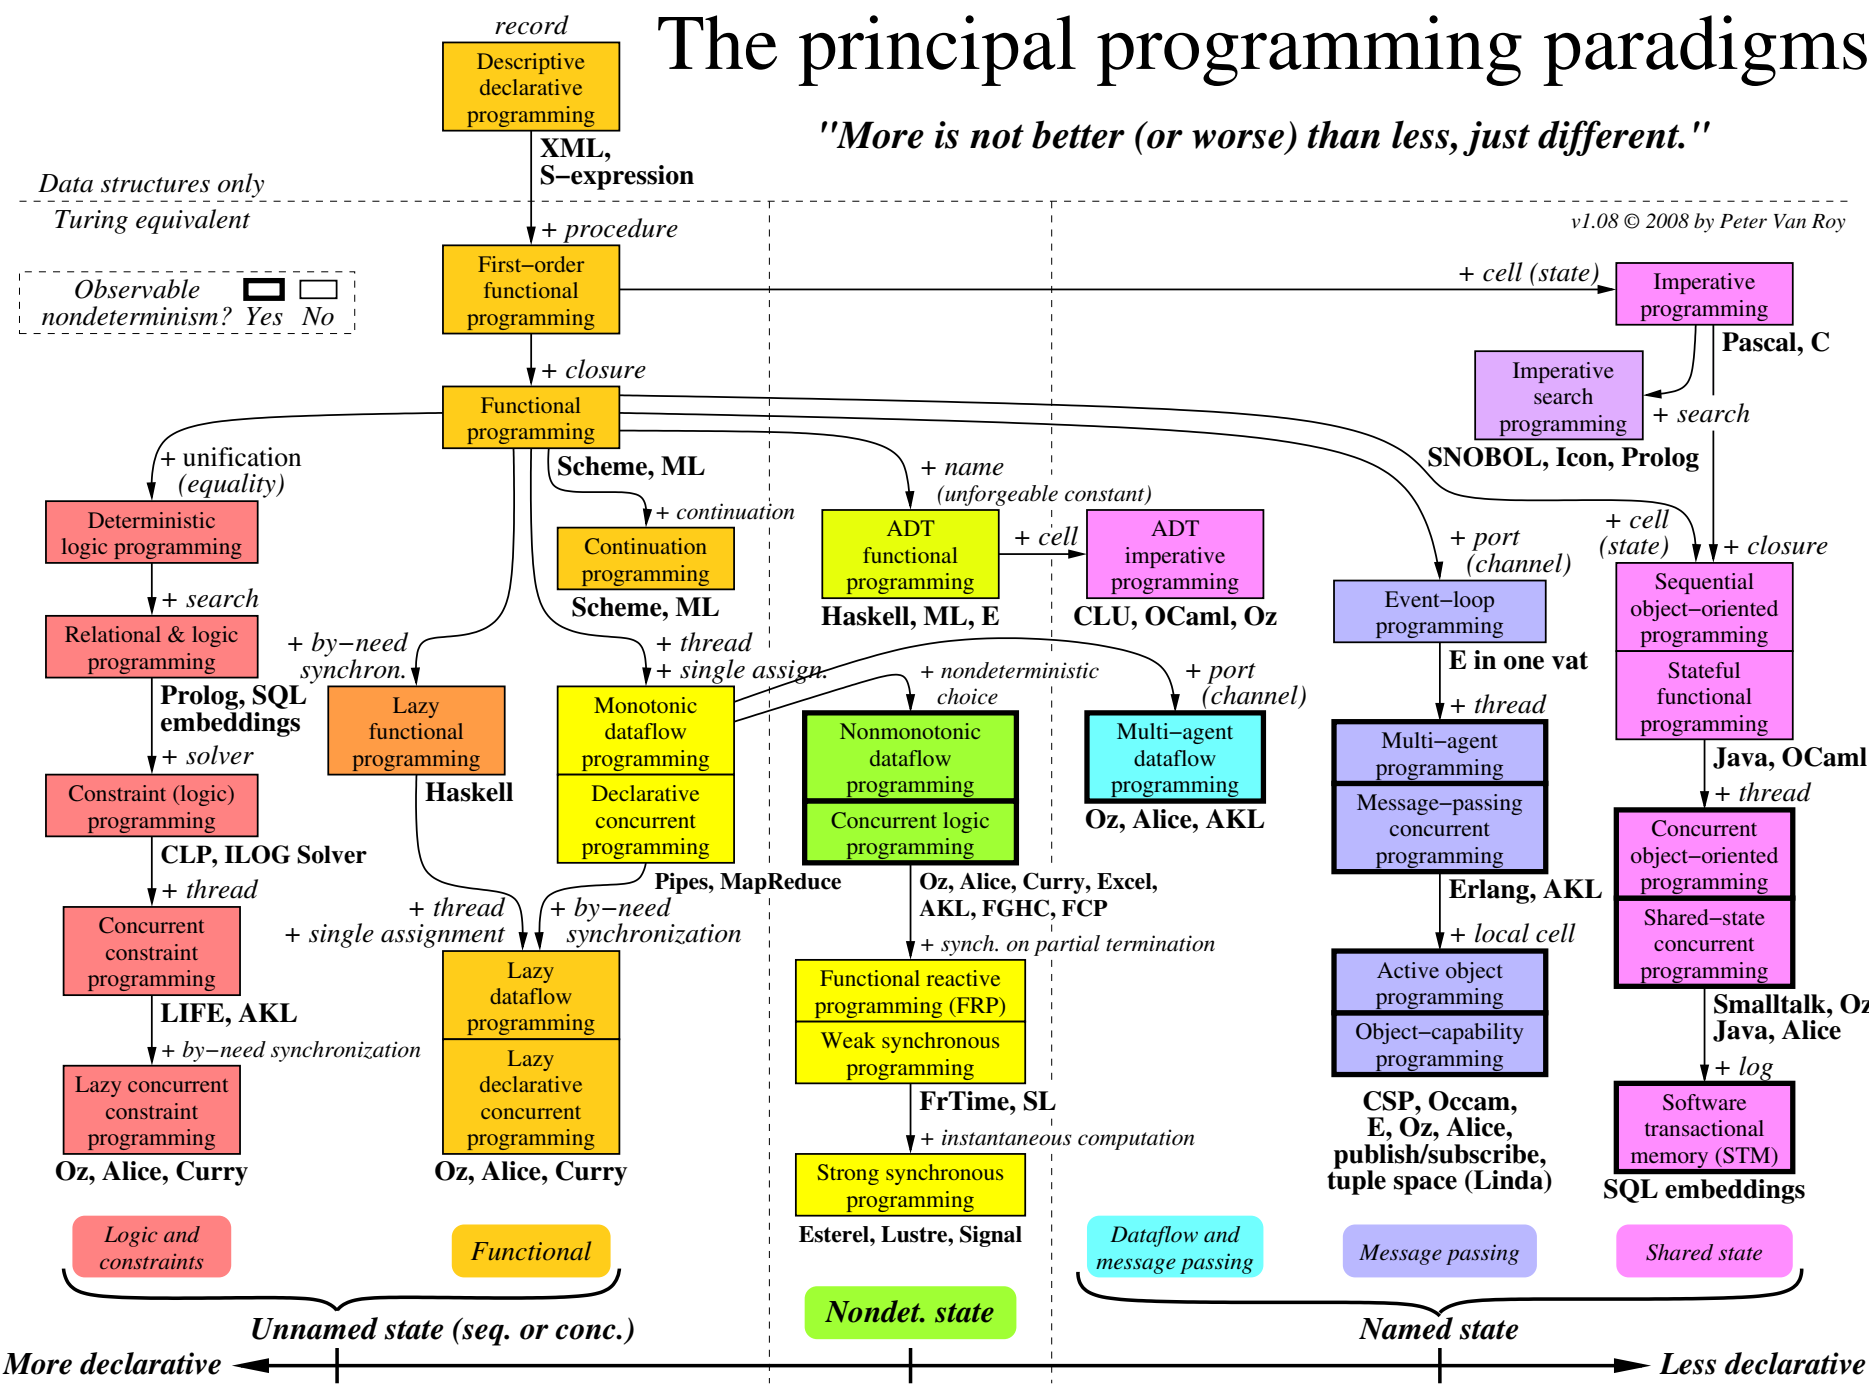 The principal programming paradigms
"More is not better (or worse) than less, just different."
record
Descriptive
declarative
programming
XML,
S−expression
Data structures only
Turing equivalent
v1.08 © 2008 by Peter Van Roy
+ procedure
Observable
nondeterminism? Yes No
First−order
functional
programming
+ cell (state)
Imperative
programming
Pascal, C
Imperative
search
programming
+ search
SNOBOL, Icon, Prolog
+ closure
Functional
programming
Scheme, ML
+ unification
(equality)
Deterministic
logic programming
+ search
Relational & logic
programming
Prolog, SQL
embeddings
+ solver
Constraint (logic)
programming
CLP, ILOG Solver
+ thread
Concurrent
constraint
programming
LIFE, AKL
+ by−need synchronization
Lazy concurrent
constraint
programming
Oz, Alice, Curry
+ continuation
Continuation
programming
Scheme, ML
+ by−need
synchron.
Lazy
functional
programming
Haskell
+ thread
+ single assign.
Monotonic
dataflow
programming
Declarative
concurrent
programming
Pipes, MapReduce
+ thread
+ single assignment
+ by−need
synchronization
Lazy
dataflow
programming
Lazy
declarative
concurrent
programming
Oz, Alice, Curry
+ name
(unforgeable constant)
ADT
functional
programming
Haskell, ML, E
+ cell
ADT
imperative
programming
CLU, OCaml, Oz
+ nondeterministic
choice
Nonmonotonic
dataflow
programming
Concurrent logic
programming
Oz, Alice, Curry, Excel,
AKL, FGHC, FCP
+ synch. on partial termination
Functional reactive
programming (FRP)
Weak synchronous
programming
FrTime, SL
+ instantaneous computation
Strong synchronous
programming
Esterel, Lustre, Signal
+ port
(channel)
Multi−agent
dataflow
programming
Oz, Alice, AKL
+ port
(channel)
Event−loop
programming
E in one vat
+ thread
Multi−agent
programming
Message−passing
concurrent
programming
Erlang, AKL
+ local cell
Active object
programming
Object−capability
programming
CSP, Occam,
E, Oz, Alice,
publish/subscribe,
tuple space (Linda)
+ cell
(state)
+ closure
Sequential
object−oriented
programming
Stateful
functional
programming
Java, OCaml
+ thread
Concurrent
object−oriented
programming
Shared−state
concurrent
programming
Smalltalk, Oz
Java, Alice
+ log
Software
transactional
memory (STM)
SQL embeddings
Logic and
constraints
Functional
Dataflow and
message passing
Message passing
Shared state
Unnamed state (seq. or conc.)
Nondet. state
Named state
More declarative
Less declarative